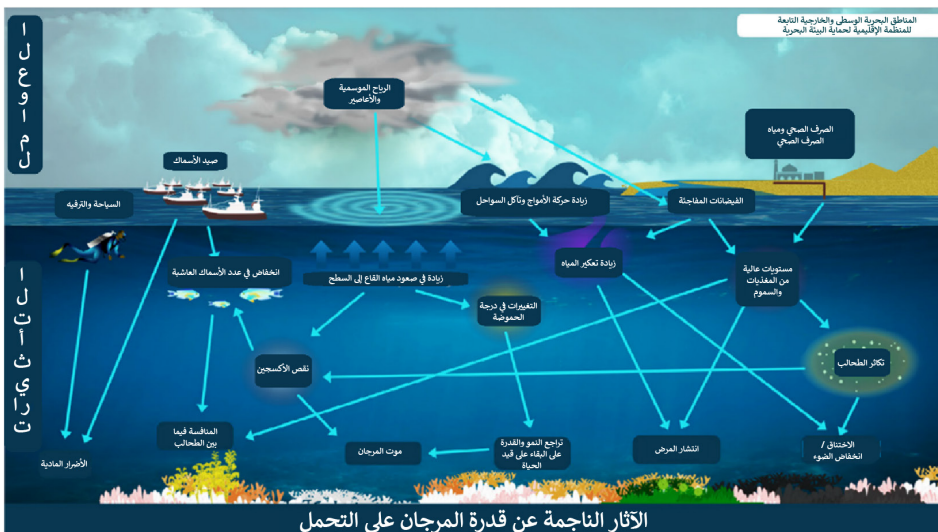 المناطق البحرية الوسطى والخارجية التابعة
للمنظمة الإقليمية لحماية البيئة البحرية
العوامل
الرياح الموسمية
والأعاصير
الصرف الصحي ومياه
الصرف الصحي
صيد الأسماك
السياحة والترفيه
زيادة حركة الأمواج وتآكل السواحل
الفيضانات المفاجئة
التأثيرات
انخفاض في عدد الأسماك العاشبة
زيادة في صعود مياه القاع إلى السطح
زيادة تعكير المياه
مستويات عالية
من المغذيات
والسموم
التغييرات في درجة
الحموضة
نقص الأكسجين
تكاثر الطحالب
الأضرار المادية
المنافسة فيما
بين الطحالب
موت المرجان
تراجع النمو والقدرة
على البقاء على قيد
الحياة
انتشار المرض
الاختناق /
انخفاض الضوء
الآثار الناجمة عن قدرة المرجان على التحمل